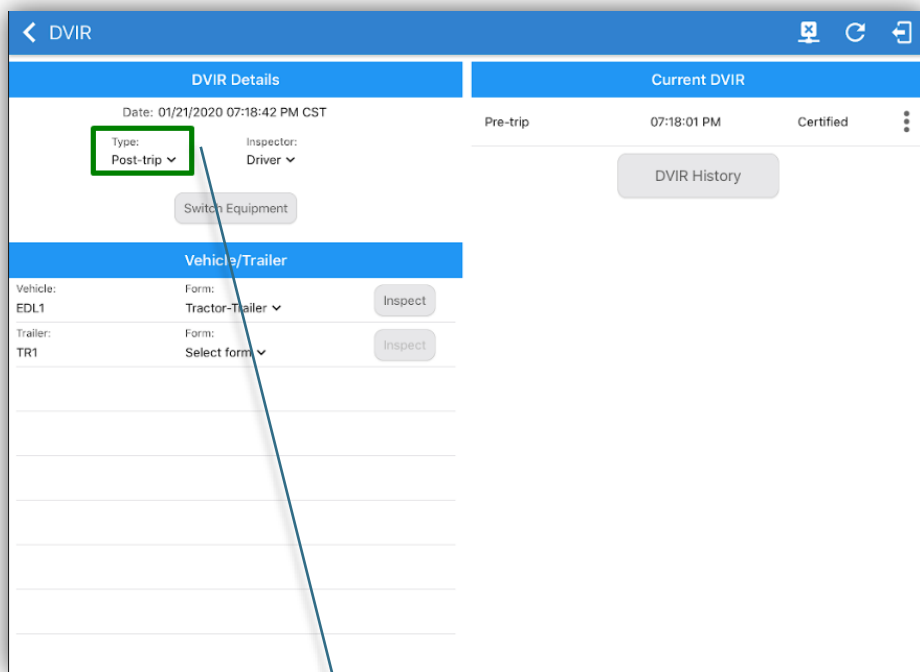 DVIR
DVIR Details
Date: 01/21/2020 07:18:42 PM CST
Type:
Post-trip
Inspector:
Driver
Switch Equipment
Vehicle/Trailer
Vehicle:
EDL1
Form:
Tractor-Trailer
Inspect
Trailer:
TR1
Form:
Select form
Inspect
Current DVIR
Pre-trip 07:18:01 PM Certified
DVIR History